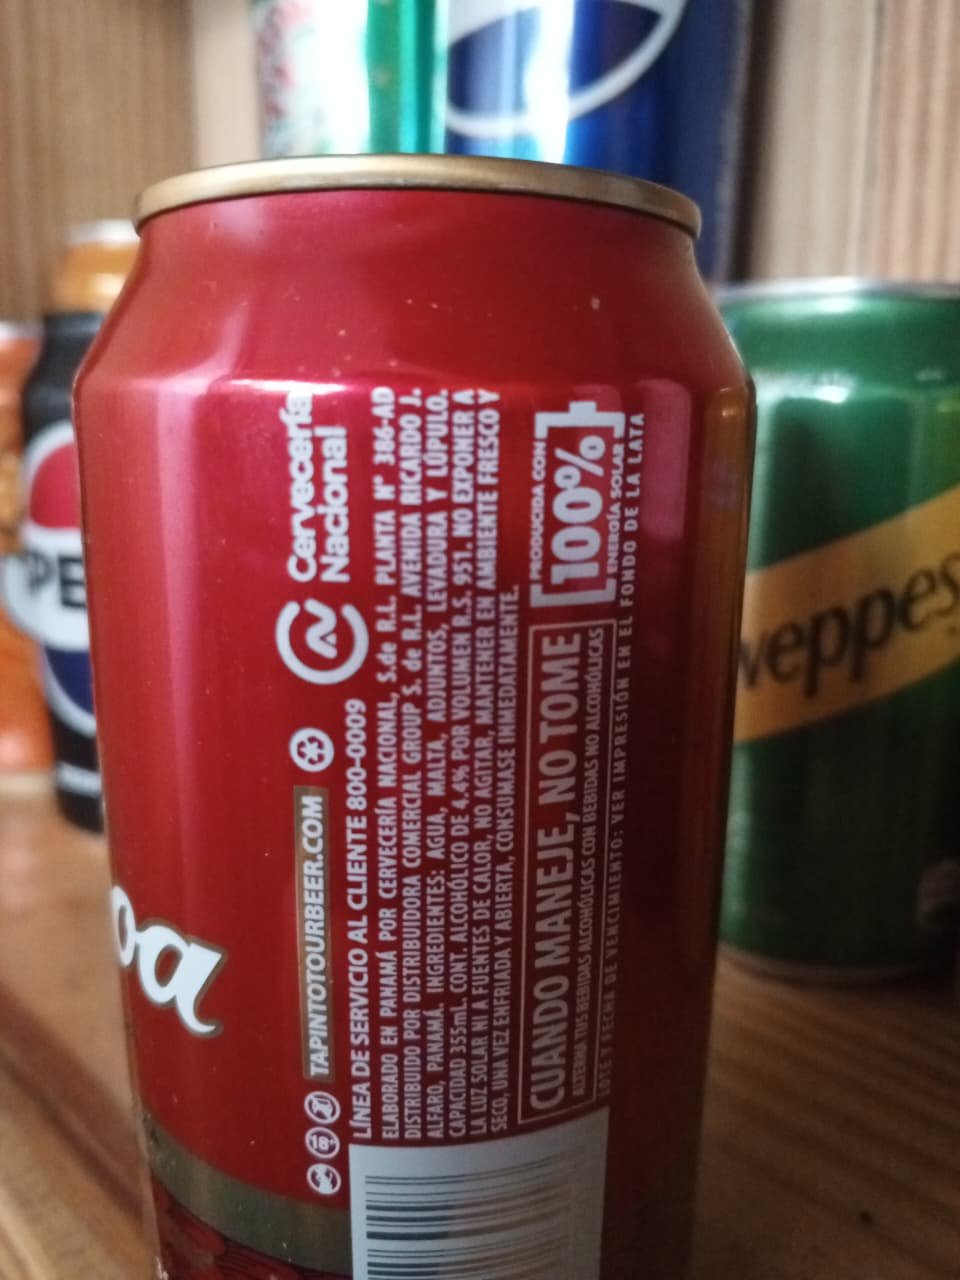 Cervecería
Nacional
TAPINTOYOURBEER.COM
LÍNEA DE SERVICIO AL CLIENTE 800-0009
ELABORADO EN PANAMÁ POR CERVECERÍA NACIONAL, S.de R.L. PLANTA N° 386-AD
DISTRIBUIDO POR DISTRIBUIDORA COMERCIAL GROUP S. de R.L. AVENIDA RICARDO J.
ALFARO, PANAMÁ. INGREDIENTES: AGUA, MALTA, ADJUNTOS, LEVADURA Y LÚPULO.
CAPACIDAD 355mL. CONT. ALCOHÓLICO DE 4.4% POR VOLUMEN R.S. 951. NO EXPONER A
LA LUZ SOLAR NI A FUENTES DE CALOR, NO AGITAR, MANTENER EN AMBIENTE FRESCO Y
SECO, UNA VEZ ENFRIADA Y ABIERTA, CONSUMASE INMEDIATAMENTE.
CUANDO MANEJE, NO TOME
ALTERNA TUS BEBIDAS ALCOHÓLICAS CON BEBIDAS NO ALCOHÓLICAS
PRODUCIDA CON
100%
ENERGÍA SOLAR
LOTE Y FECHA DE VENCIMIENTO: VER IMPRESIÓN EN EL FONDO DE LA LATA
18+
oa
PE
weppes